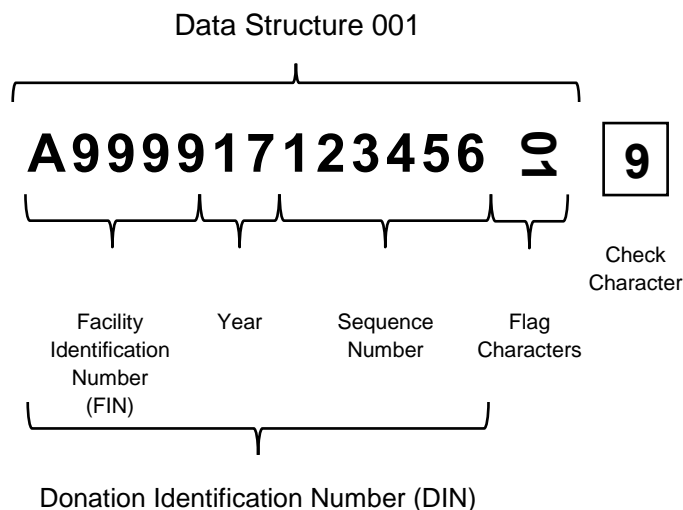 Data Structure 001
A999917123456 01 9
Check
Character
Facility
Identification
Number
(FIN)
Year
Sequence
Number
Flag
Characters
Donation Identification Number (DIN)